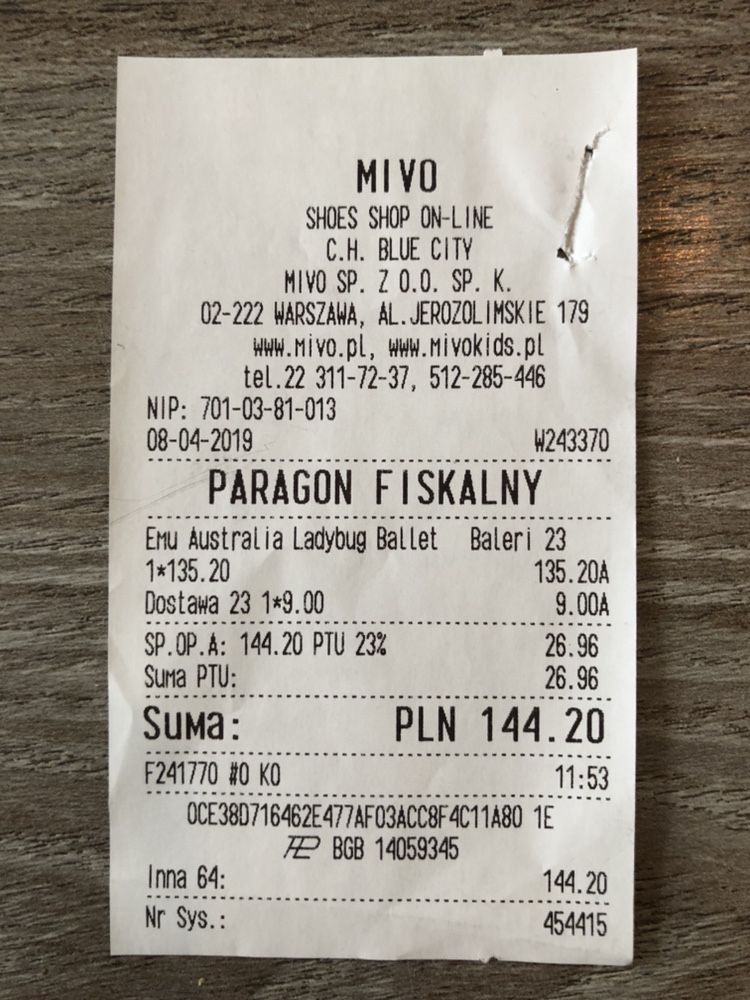 MIVO
SHOES SHOP ON-LINE
C.H. BLUE CITY
MIVO SP. Z O.O. SP. K.
02-222 WARSZAWA, AL.JEROZOLIMSKIE 179
www.mivo.pl, www.mivokids.pl
tel.22 311-72-37, 512-285-446
NIP: 701-03-81-013
08-04-2019 W243370
PARAGON FISKALNY
Emu Australia Ladybug Ballet Baleri 23
1*135.20 135.20A
Dostawa 23 1*9.00 9.00A
SP.OP.A: 144.20 PTU 23% 26.96
Suma PTU: 26.96
Suma: PLN 144.20
F241770 #0 KO 11:53
0CE38D716462E477AF03ACC8F4C11A80 1E
BGB 14059345
Inna 64: 144.20
Nr Sys.: 454415